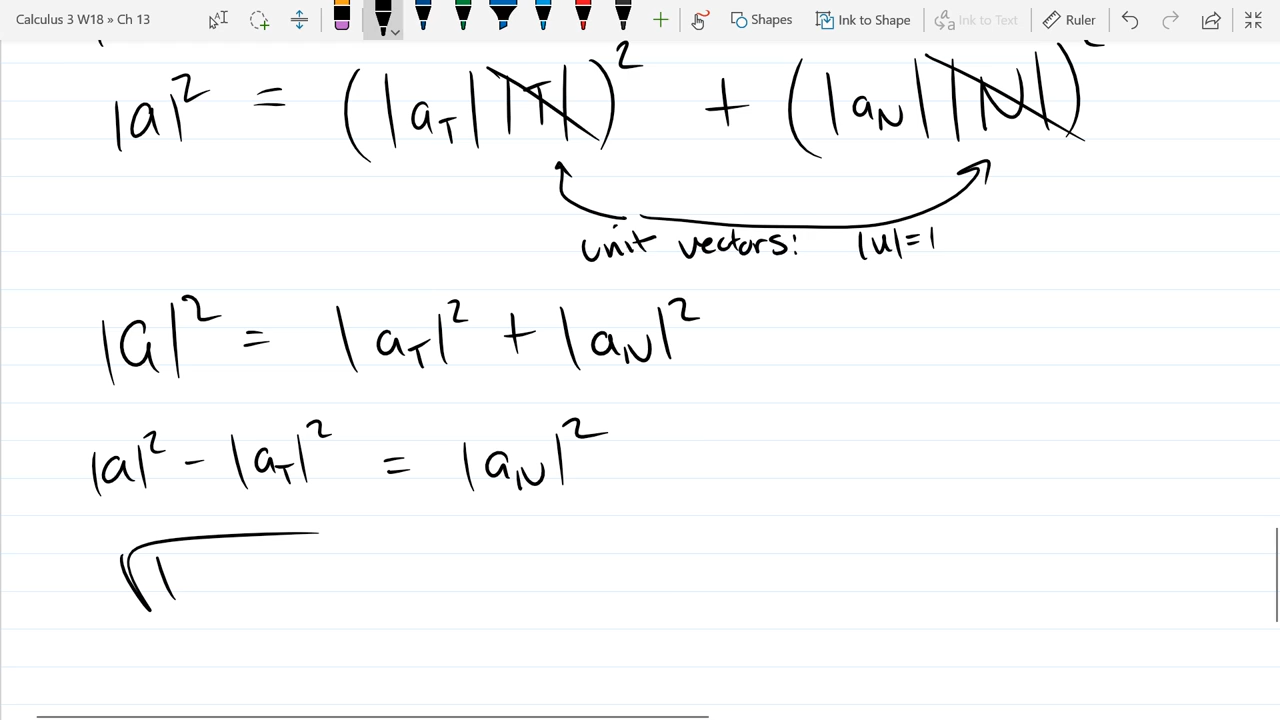 Calculus 3 W18 » Ch 13 Shapes Ink to Shape Ink to Text Ruler
|a|² = (|a_T||T|)² + (|a_N||N|)²
unit vectors: |u|=1
|a|² = |a_T|² + |a_N|²
|a|² - |a_T|² = |a_N|²
√|